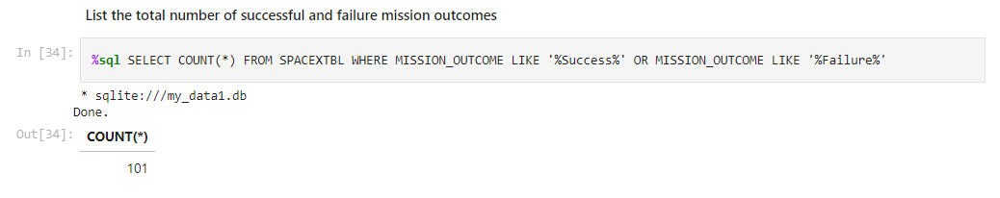 List the total number of successful and failure mission outcomes
In [34]: %sql SELECT COUNT(*) FROM SPACEXTBL WHERE MISSION_OUTCOME LIKE '%Success%' OR MISSION_OUTCOME LIKE '%Failure%'
* sqlite:///my_data1.db
Done.
Out[34]: COUNT(*)
101